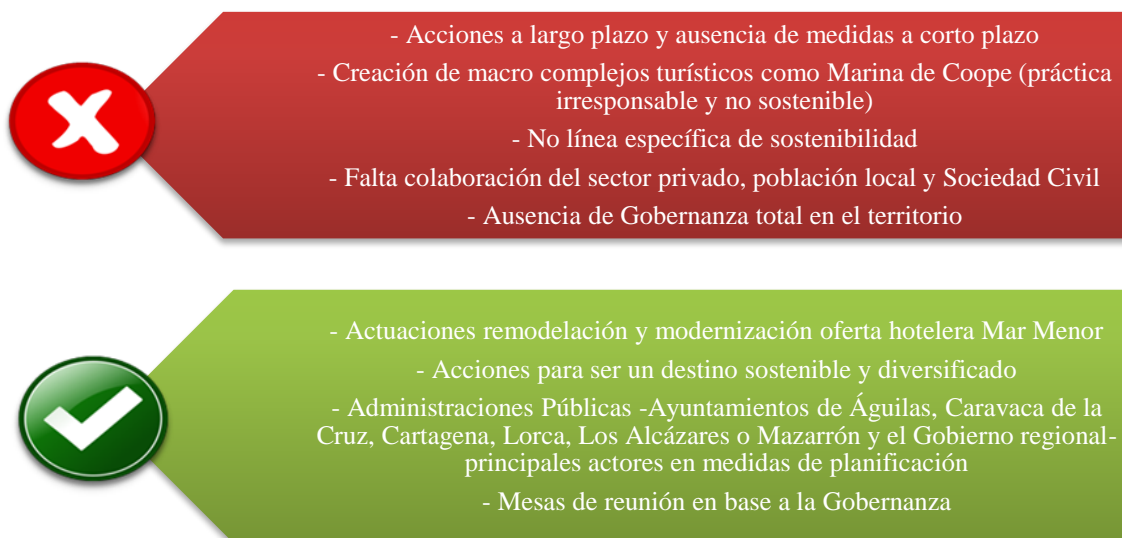 - Acciones a largo plazo y ausencia de medidas a corto plazo
- Creación de macro complejos turísticos como Marina de Coope (práctica
irresponsable y no sostenible)
- No línea específica de sostenibilidad
- Falta colaboración del sector privado, población local y Sociedad Civil
- Ausencia de Gobernanza total en el territorio
- Actuaciones remodelación y modernización oferta hotelera Mar Menor
- Acciones para ser un destino sostenible y diversificado
- Administraciones Públicas -Ayuntamientos de Águilas, Caravaca de la
Cruz, Cartagena, Lorca, Los Alcázares o Mazarrón y el Gobierno regional-
principales actores en medidas de planificación
- Mesas de reunión en base a la Gobernanza